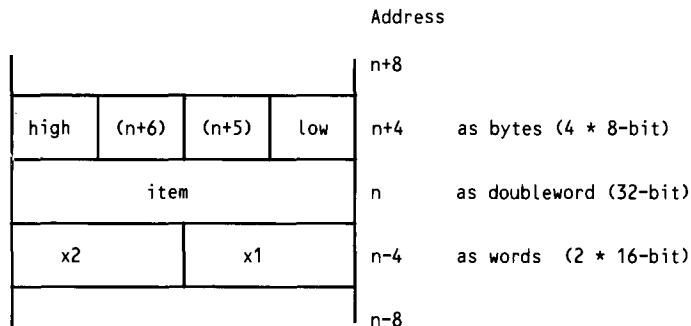 Address
n+8
high (n+6) (n+5) low n+4 as bytes (4 * 8-bit)
item n as doubleword (32-bit)
x2 x1 n-4 as words (2 * 16-bit)
n-8